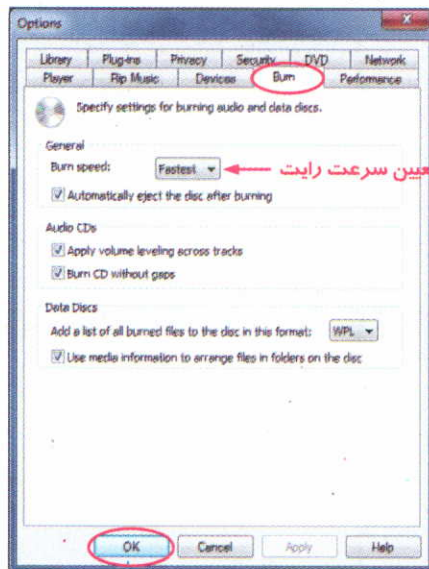 Options
Library Plug-ins Privacy Security DVD Network
Player Rip Music Devices Burn Performance
Specify settings for burning audio and data discs.
General
Burn speed: Fastest تعیین سرعت رایت
Automatically eject the disc after burning
Audio CDs
Apply volume leveling across tracks
Burn CD without gaps
Data Discs
Add a list of all burned files to the disc in this format: WPL
Use media information to arrange files in folders on the disc
OK Cancel Apply Help